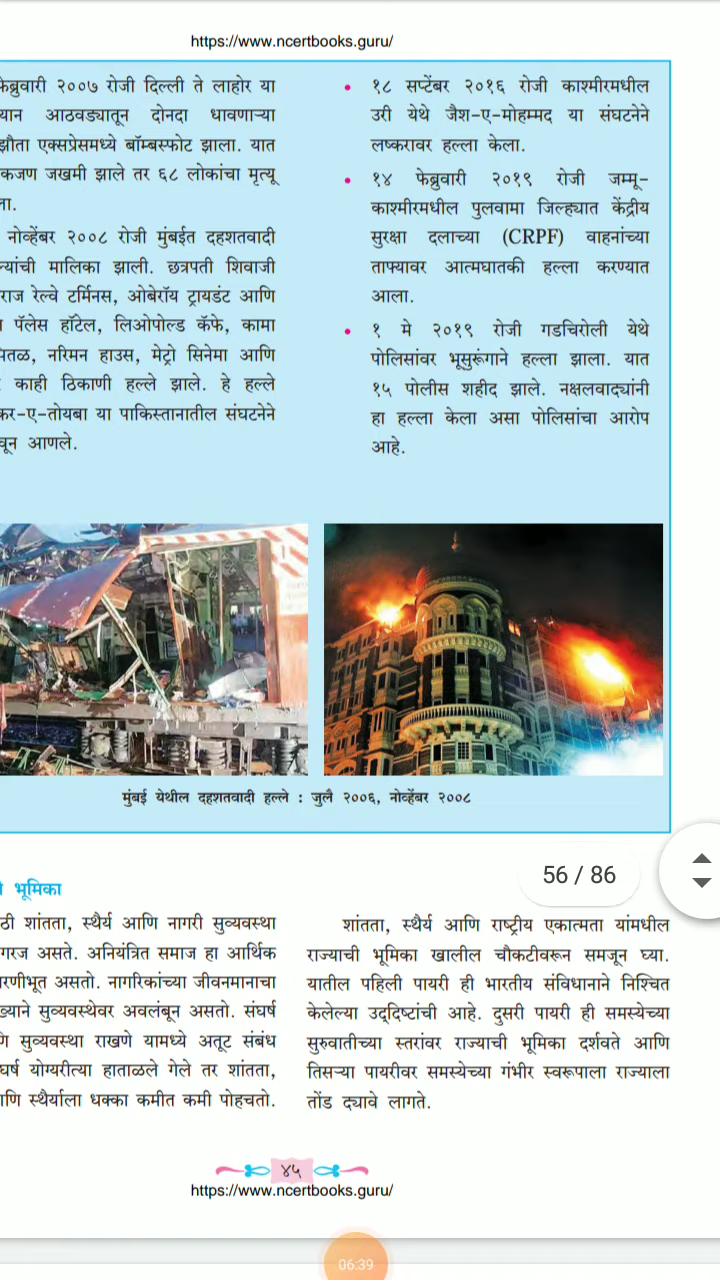 https://www.ncertbooks.guru/
फेब्रुवारी २००७ रोजी दिल्ली ते लाहोर या
यान आठवड्यातून दोनदा धावणाऱ्या
झौता एक्सप्रेसमध्ये बॉम्बस्फोट झाला. यात
कजण जखमी झाले तर ६८ लोकांचा मृत्यू
ला.
नोव्हेंबर २००८ रोजी मुंबईत दहशतवादी
ल्यांची मालिका झाली. छत्रपती शिवाजी
राज रेल्वे टर्मिनस, ओबेरॉय ट्रायडंट आणि
पॅलेस हॉटेल, लिओपोल्ड कॅफे, कामा
तळ, नरिमन हाउस, मेट्रो सिनेमा आणि
काही ठिकाणी हल्ले झाले. हे हल्ले
कर-ए-तोयबा या पाकिस्तानातील संघटनेने
वून आणले.
• १८ सप्टेंबर २०१६ रोजी काश्मीरमधील
उरी येथे जैश-ए-मोहम्मद या संघटनेने
लष्करावर हल्ला केला.
• १४ फेब्रुवारी २०१९ रोजी जम्मू-
काश्मीरमधील पुलवामा जिल्ह्यात केंद्रीय
सुरक्षा दलाच्या (CRPF) वाहनांच्या
ताफ्यावर आत्मघातकी हल्ला करण्यात
आला.
• १ मे २०१९ रोजी गडचिरोली येथे
पोलिसांवर भूसुरूंगाने हल्ला झाला. यात
१५ पोलीस शहीद झाले. नक्षलवाद्यांनी
हा हल्ला केला असा पोलिसांचा आरोप
आहे.
मुंबई येथील दहशतवादी हल्ले : जुलै २००६, नोव्हेंबर २००८
56 / 86
भूमिका
ठी शांतता, स्थैर्य आणि नागरी सुव्यवस्था
गरज असते. अनियंत्रित समाज हा आर्थिक
रणीभूत असतो. नागरिकांच्या जीवनमानाचा
ख्याने सुव्यवस्थेवर अवलंबून असतो. संघर्ष
णि सुव्यवस्था राखणे यामध्ये अतूट संबंध
घर्ष योग्यरीत्या हाताळले गेले तर शांतता,
णि स्थैर्याला धक्का कमीत कमी पोहचतो.
शांतता, स्थैर्य आणि राष्ट्रीय एकात्मता यांमधील
राज्याची भूमिका खालील चौकटीवरून समजून घ्या.
यातील पहिली पायरी ही भारतीय संविधानाने निश्चित
केलेल्या उद्‌दिष्टांची आहे. दुसरी पायरी ही समस्येच्या
सुरुवातीच्या स्तरांवर राज्याची भूमिका दर्शवते आणि
तिसऱ्या पायरीवर समस्येच्या गंभीर स्वरूपाला राज्याला
तोंड द्यावे लागते.
४५
https://www.ncertbooks.guru/
06:39